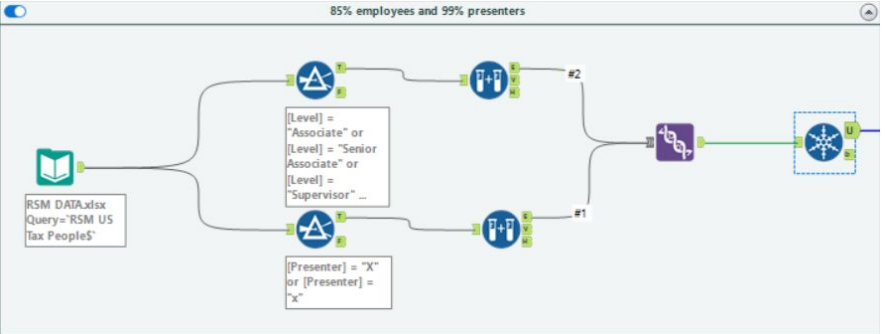 85% employees and 99% presenters
T
F
E
V
H
#2
[Level] =
"Associate" or
[Level] = "Senior
Associate" or
[Level] =
"Supervisor" ...
U
D
RSM DATA.xlsx
Query=`RSM US
Tax People$`
T
F
E
V
H
#1
[Presenter] = "X"
or [Presenter] =
"x"